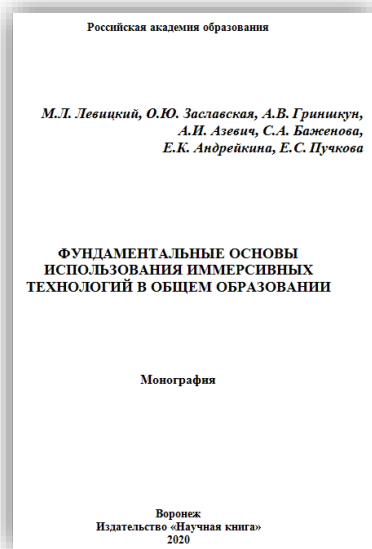 Российская академия образования
М.Л. Левицкий, О.Ю. Заславская, А.В. Гриншкун,
А.И. Азевич, С.А. Баженова,
Е.К. Андрейкина, Е.С. Пучкова
ФУНДАМЕНТАЛЬНЫЕ ОСНОВЫ
ИСПОЛЬЗОВАНИЯ ИММЕРСИВНЫХ
ТЕХНОЛОГИЙ В ОБЩЕМ ОБРАЗОВАНИИ
Монография
Воронеж
Издательство «Научная книга»
2020